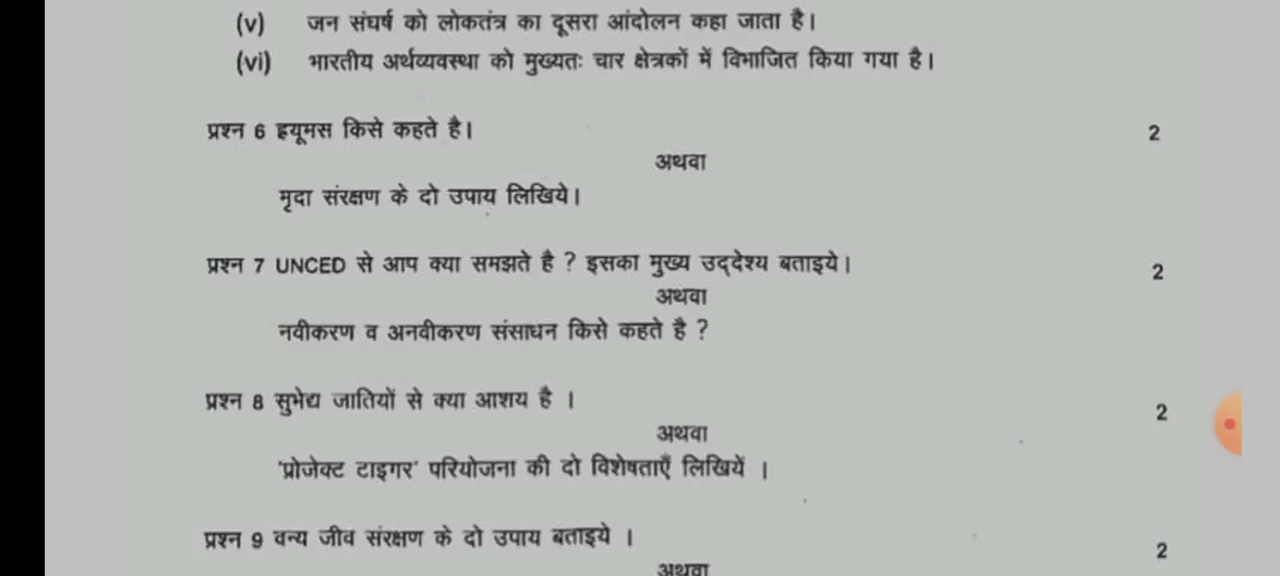 (v) जन संघर्ष को लोकतंत्र का दूसरा आंदोलन कहा जाता है।
(vi) भारतीय अर्थव्यवस्था को मुख्यतः चार क्षेत्रकों में विभाजित किया गया है।
प्रश्न 6 ह्यूमस किसे कहते है। 2
अथवा
मृदा संरक्षण के दो उपाय लिखिये।
प्रश्न 7 UNCED से आप क्या समझते है ? इसका मुख्य उद्देश्य बताइये। 2
अथवा
नवीकरण व अनवीकरण संसाधन किसे कहते है ?
प्रश्न 8 सुभेद्य जातियों से क्या आशय है । 2
अथवा
'प्रोजेक्ट टाइगर' परियोजना की दो विशेषताएँ लिखियें ।
प्रश्न 9 वन्य जीव संरक्षण के दो उपाय बताइये । 2
अथवा